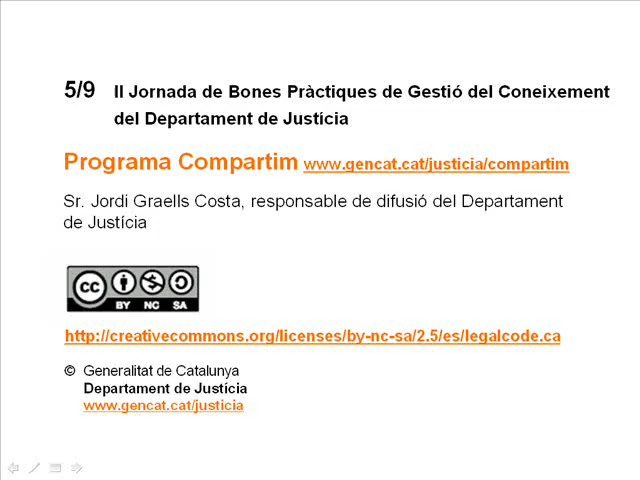 5/9 II Jornada de Bones Pràctiques de Gestió del Coneixement
del Departament de Justícia
Programa Compartim www.gencat.cat/justicia/compartim
Sr. Jordi Graells Costa, responsable de difusió del Departament
de Justícia
cc
BY NC SA
http://creativecommons.org/licenses/by-nc-sa/2.5/es/legalcode.ca
© Generalitat de Catalunya
Departament de Justícia
www.gencat.cat/justicia